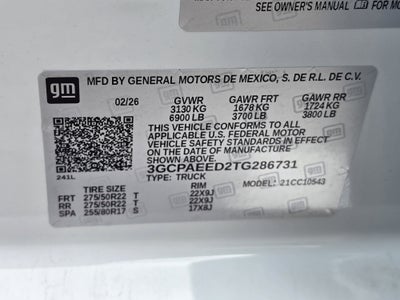 SEE OWNER'S MANUAL
gm
MFD BY GENERAL MOTORS DE MEXICO, S. DE R.L. DE C.V.
02/26 GVWR GAWR FRT GAWR RR
3130 KG 1678 KG 1724 KG
6900 LB 3700 LB 3800 LB
THIS VEHICLE CONFORMS TO ALL APPLICABLE
U.S. FEDERAL MOTOR
VEHICLE SAFETY STANDARDS IN EFFECT ON
THE DATE OF MANUFACTURE
SHOWN ABOVE.
3GCPAEED2TG286731
TYPE: TRUCK MODEL: 21CC10543
241L
TIRE SIZE RIM
FRT 275/50R22 T 22X9J
RR 275/50R22 T 22X9J
SPA 255/80R17 S 17X8J